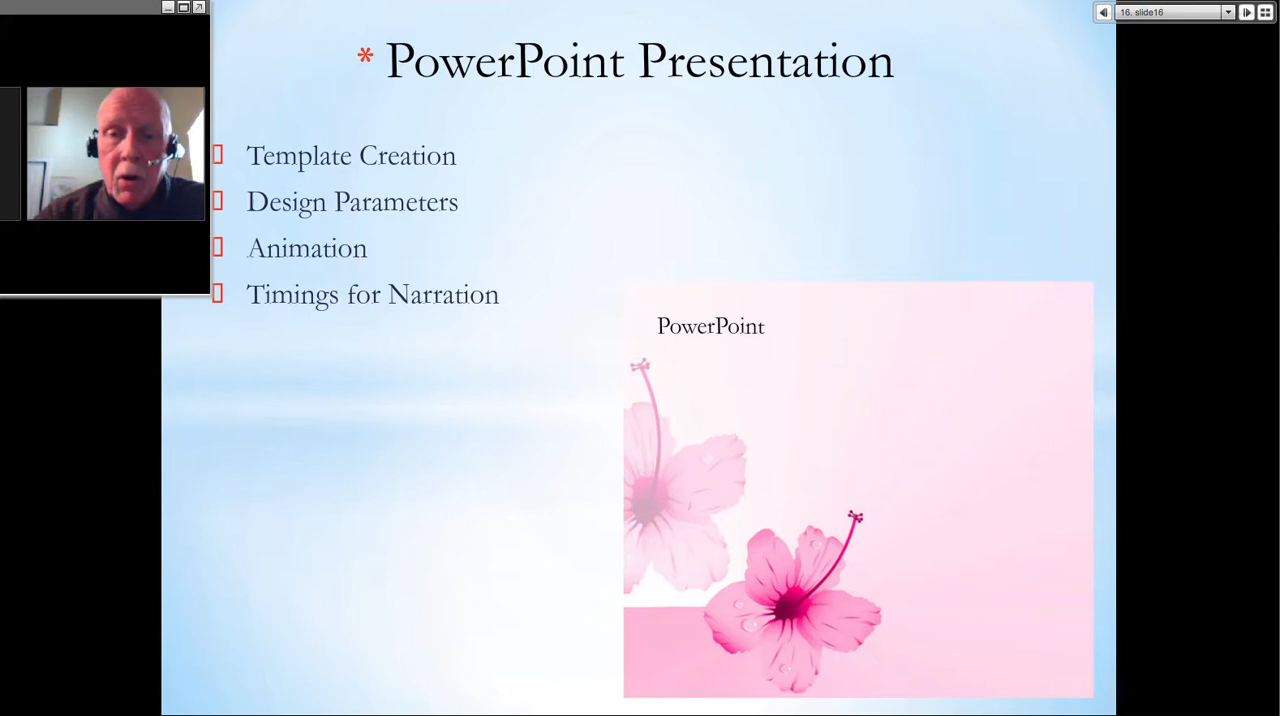 16. slide16
* PowerPoint Presentation
Template Creation
Design Parameters
Animation
Timings for Narration
PowerPoint